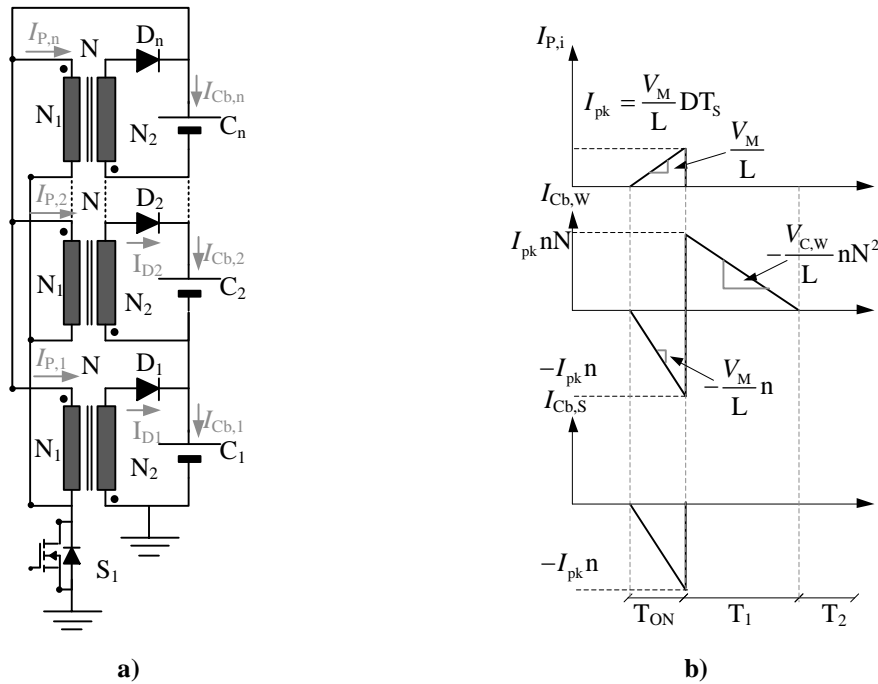 I_P,n
N
D_n
I_Cb,n
N_1
N_2
C_n
I_P,2
N
D_2
I_Cb,2
I_D2
N_1
N_2
C_2
I_P,1
N
D_1
I_Cb,1
I_D1
N_1
N_2
C_1
S_1
a)
I_P,i
I_pk = V_M/L DT_S
V_M/L
I_Cb,W
I_pk nN
-V_C,W/L nN^2
-I_pk n
-V_M/L n
I_Cb,S
-I_pk n
T_ON
T_1
T_2
b)